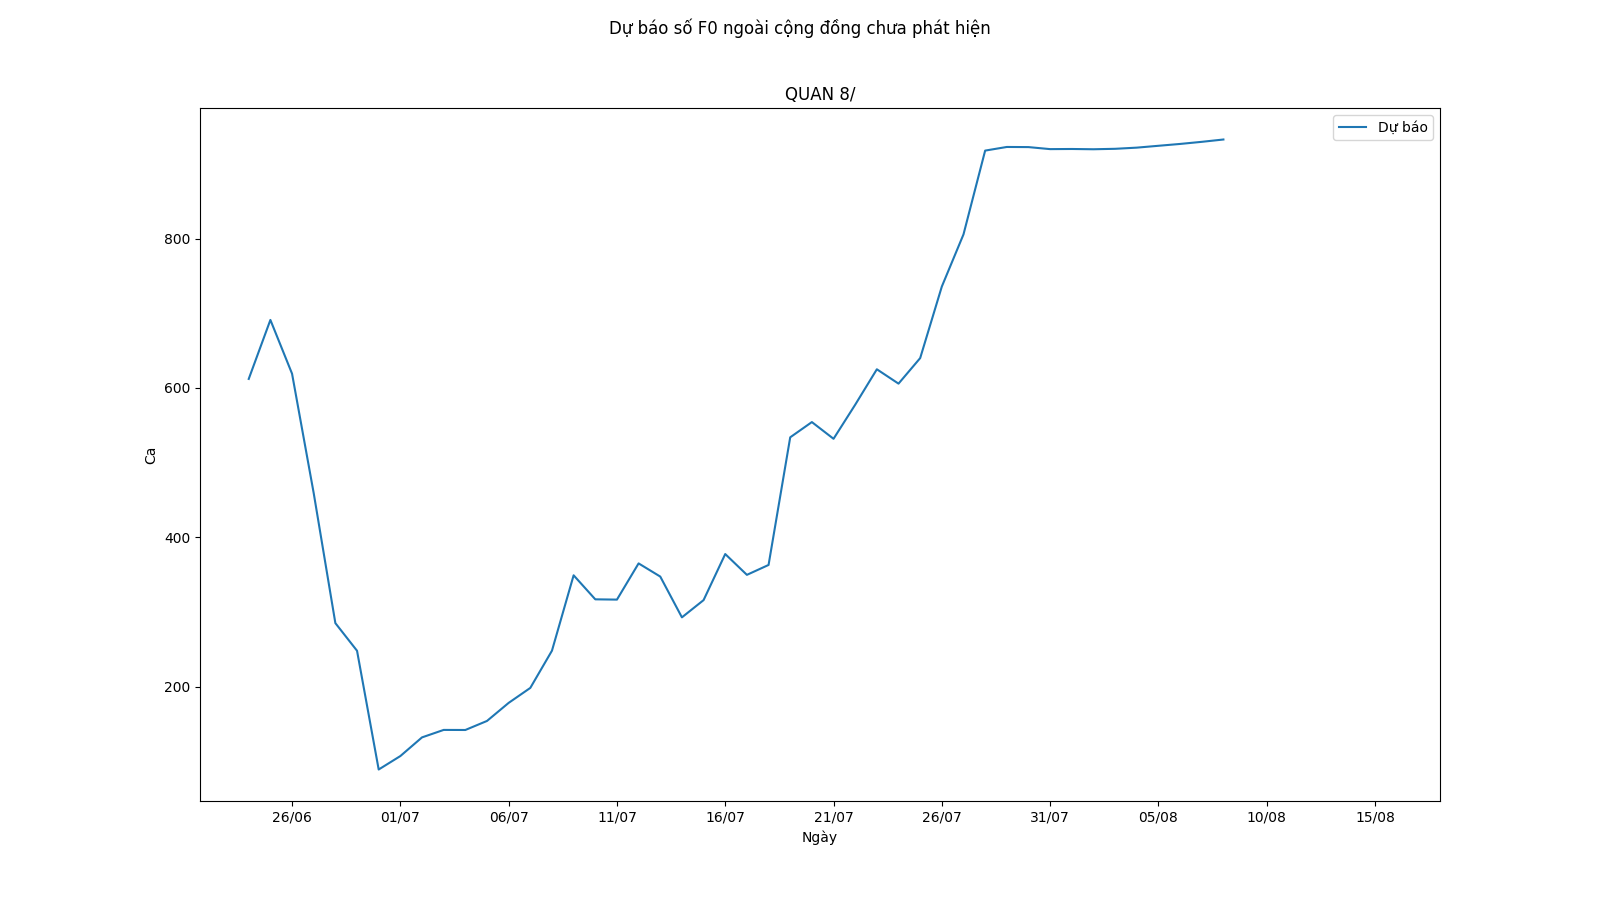 Dự báo số F0 ngoài cộng đồng chưa phát hiện
QUAN 8/
Dự báo
800
600
400
200
Ca
26/06 01/07 06/07 11/07 16/07 21/07 26/07 31/07 05/08 10/08 15/08
Ngày